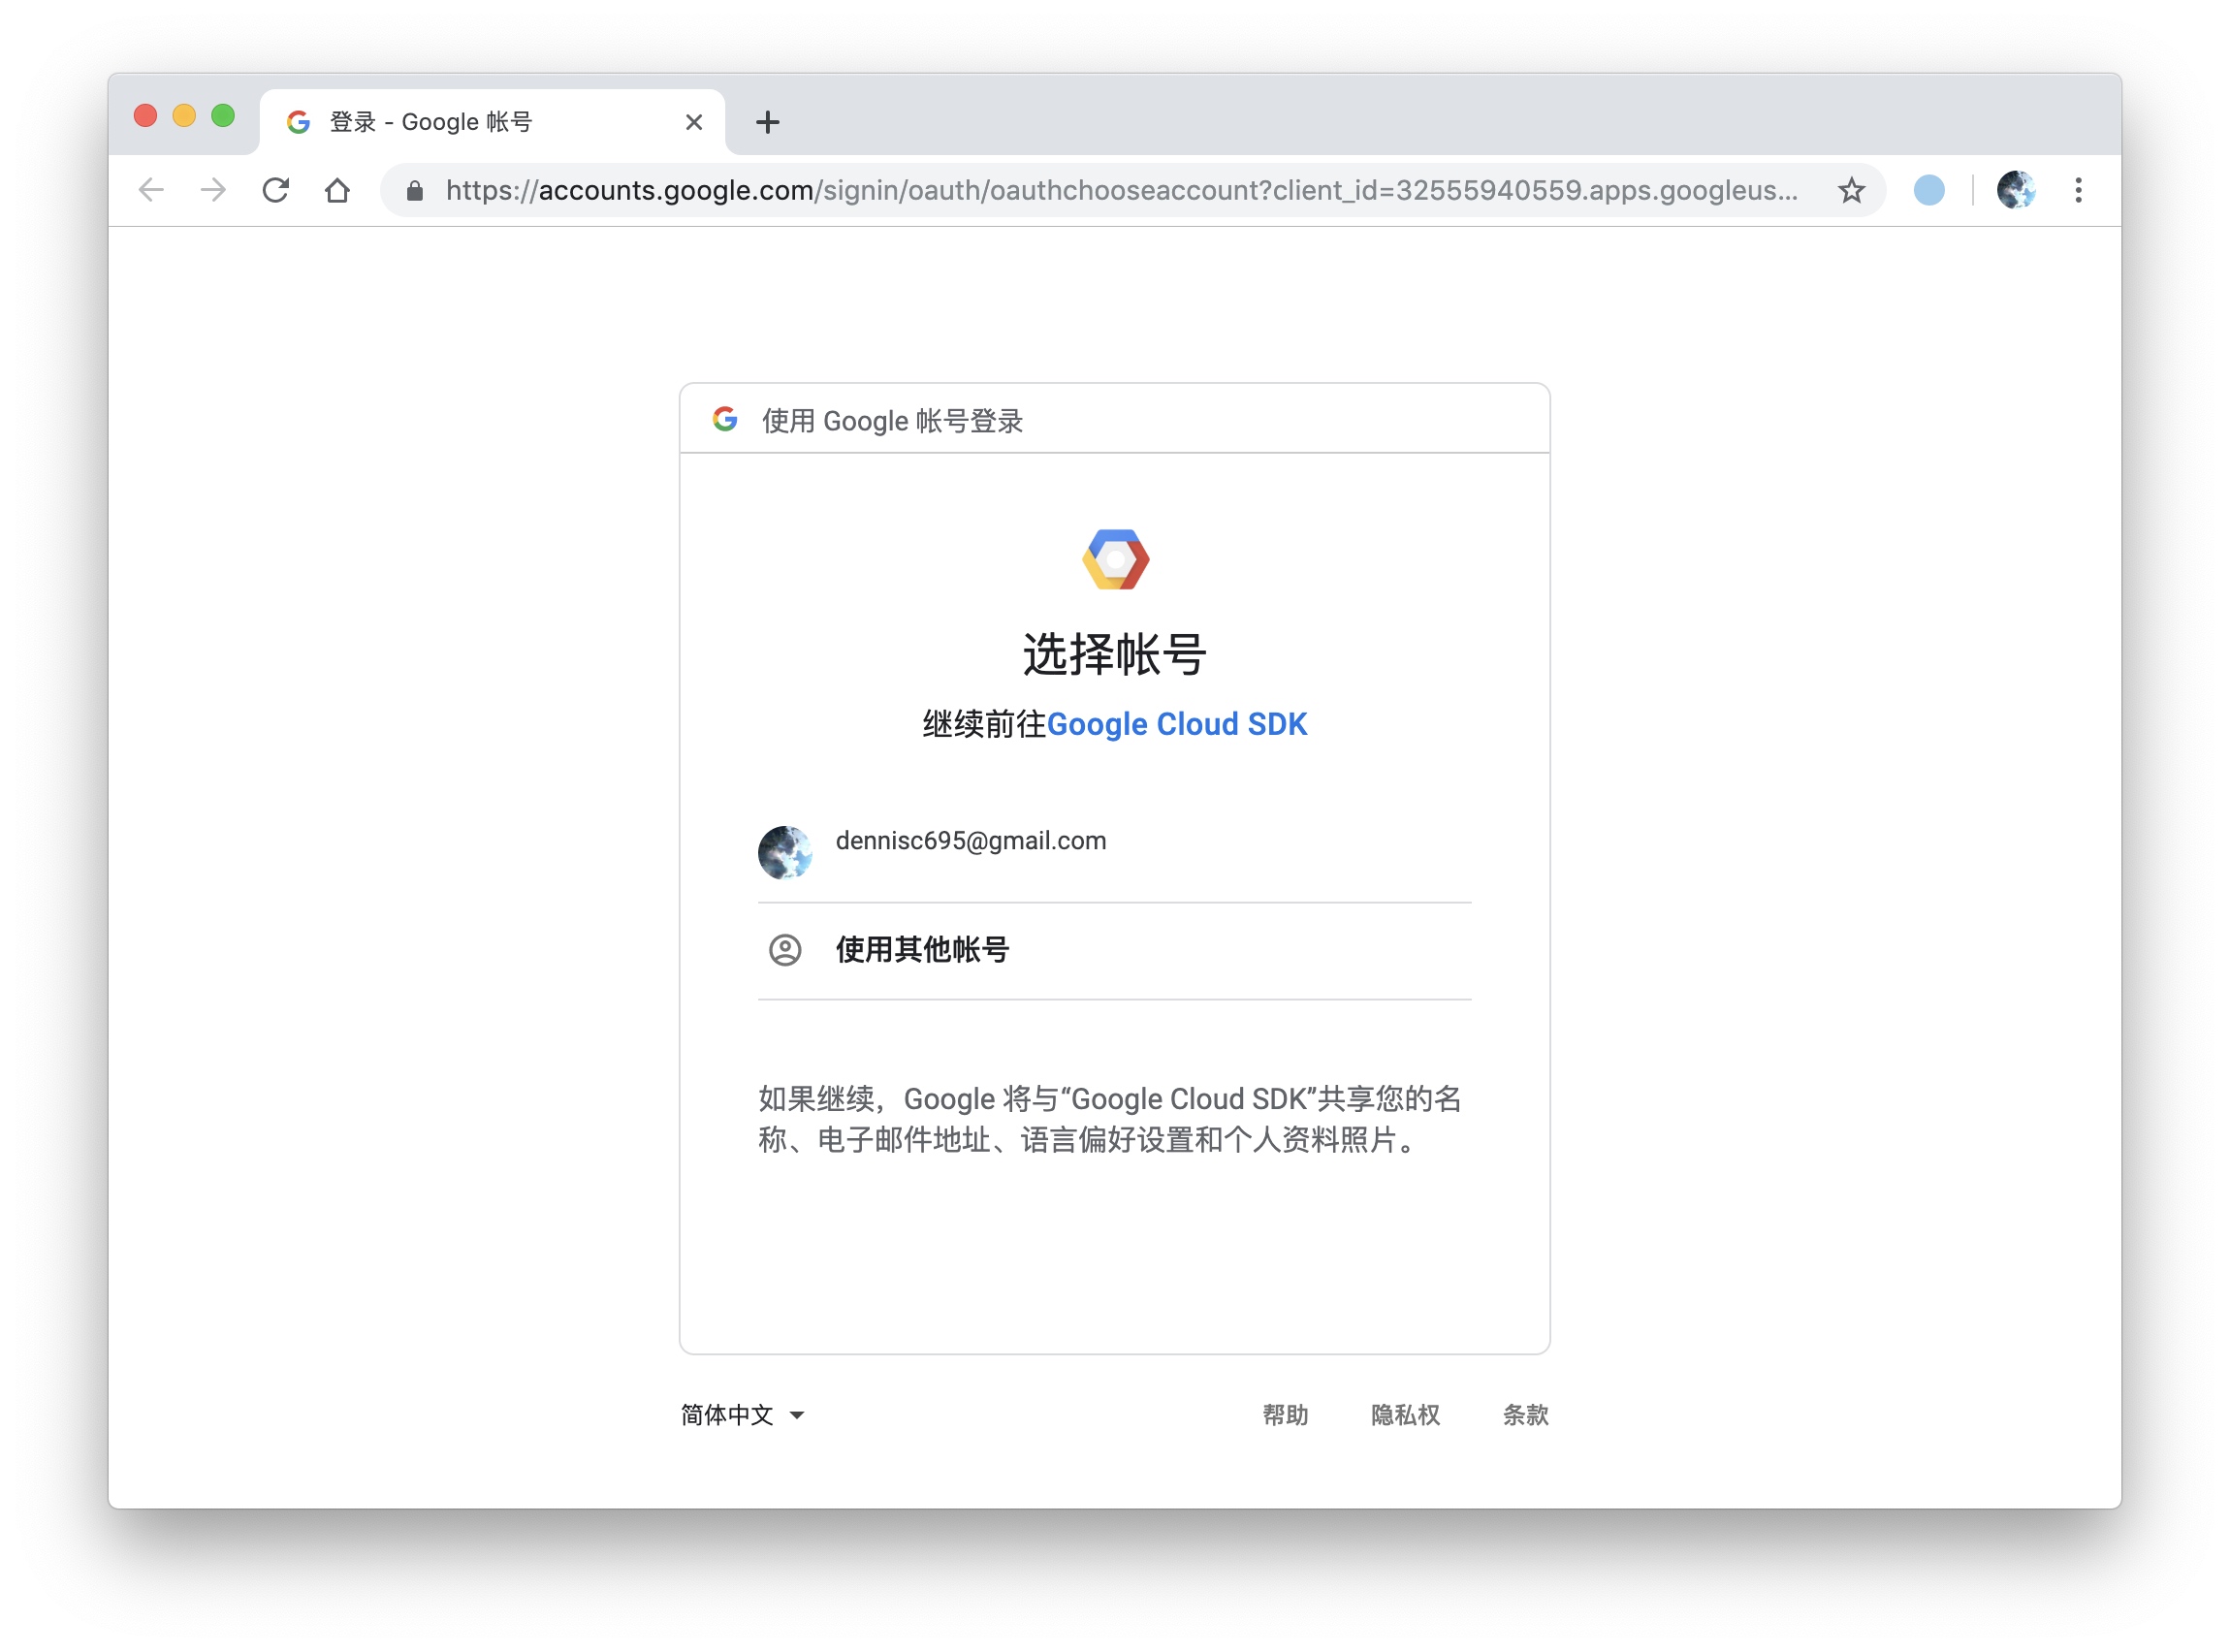 登录 - Google 帐号
https://accounts.google.com/signin/oauth/oauthchooseaccount?client_id=32555940559.apps.googleus...
使用 Google 帐号登录
选择帐号
继续前往Google Cloud SDK
dennisc695@gmail.com
使用其他帐号
如果继续，Google 将与“Google Cloud SDK”共享您的名
称、电子邮件地址、语言偏好设置和个人资料照片。
简体中文 帮助 隐私权 条款